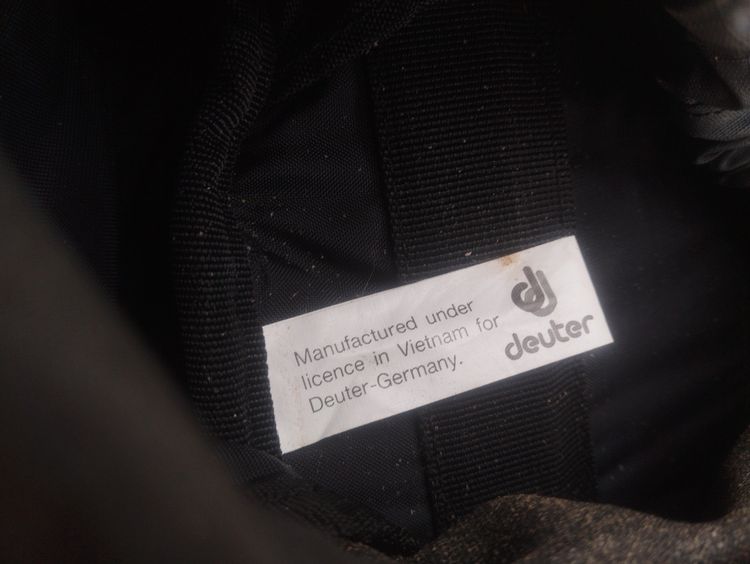 Manufactured under
licence in Vietnam for
Deuter-Germany.
deuter